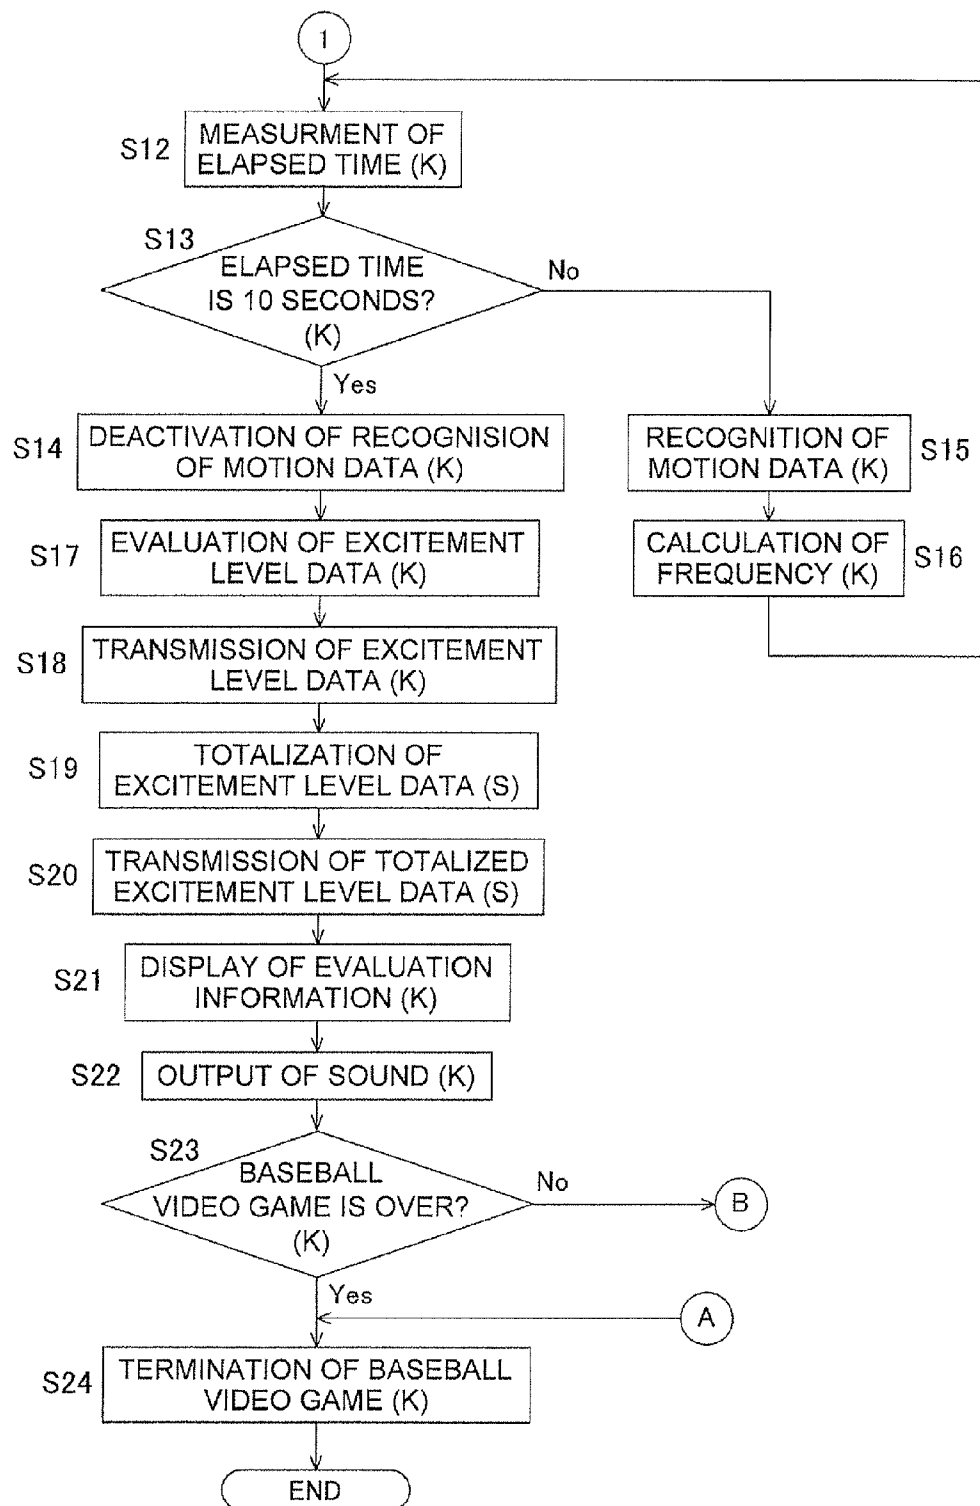 1
S12
MEASURMENT OF
ELAPSED TIME (K)
S13
ELAPSED TIME
IS 10 SECONDS?
(K)
No
Yes
S14
DEACTIVATION OF RECOGNISION
OF MOTION DATA (K)
RECOGNITION OF
MOTION DATA (K)
S15
S17
EVALUATION OF EXCITEMENT
LEVEL DATA (K)
CALCULATION OF
FREQUENCY (K)
S16
S18
TRANSMISSION OF EXCITEMENT
LEVEL DATA (K)
S19
TOTALIZATION OF
EXCITEMENT LEVEL DATA (S)
S20
TRANSMISSION OF TOTALIZED
EXCITEMENT LEVEL DATA (S)
S21
DISPLAY OF EVALUATION
INFORMATION (K)
S22
OUTPUT OF SOUND (K)
S23
BASEBALL
VIDEO GAME IS OVER?
(K)
No
B
Yes
A
S24
TERMINATION OF BASEBALL
VIDEO GAME (K)
END